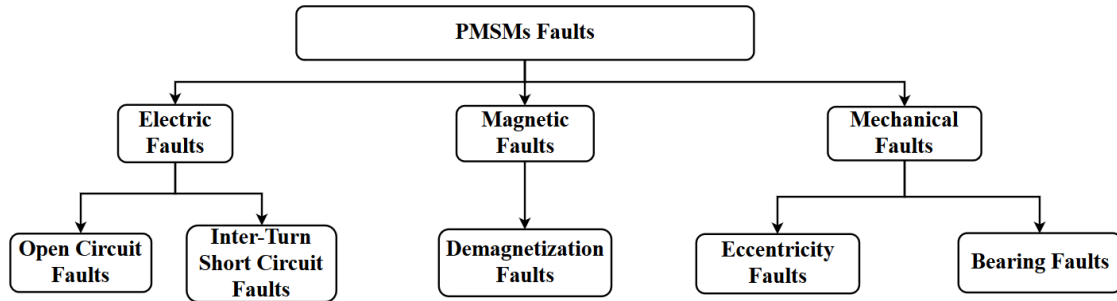 PMSMs Faults
Electric
Faults
Magnetic
Faults
Mechanical
Faults
Open Circuit
Faults
Inter-Turn
Short Circuit
Faults
Demagnetization
Faults
Eccentricity
Faults
Bearing Faults